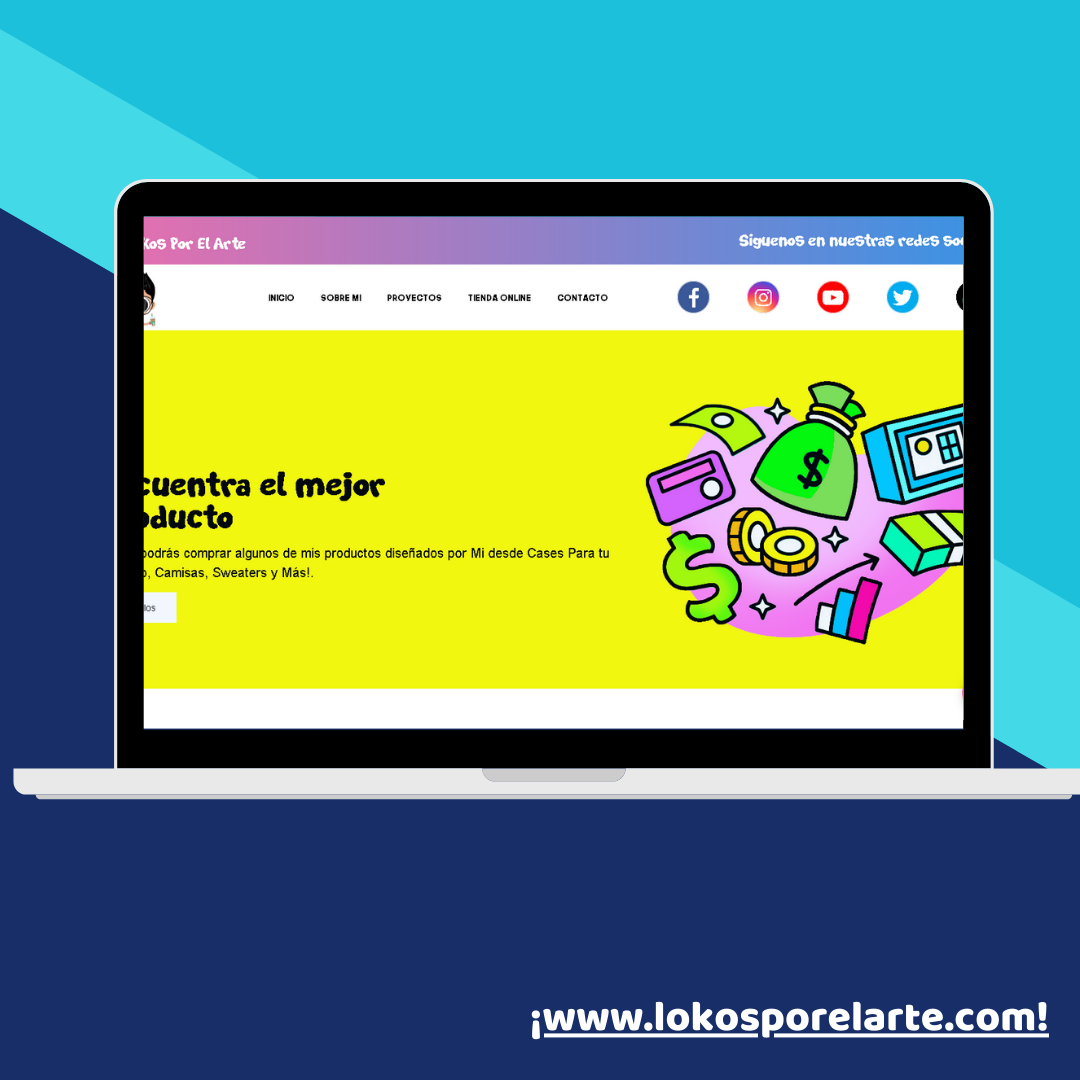 kos Por El Arte
Síguenos en nuestras redes so
INICIO SOBRE MI PROYECTOS TIENDA ONLINE CONTACTO
cuentra el mejor
oducto
podrás comprar algunos de mis productos diseñados por Mi desde Cases Para tu
o, Camisas, Sweaters y Más!.
los
$
¡www.lokosporelarte.com!